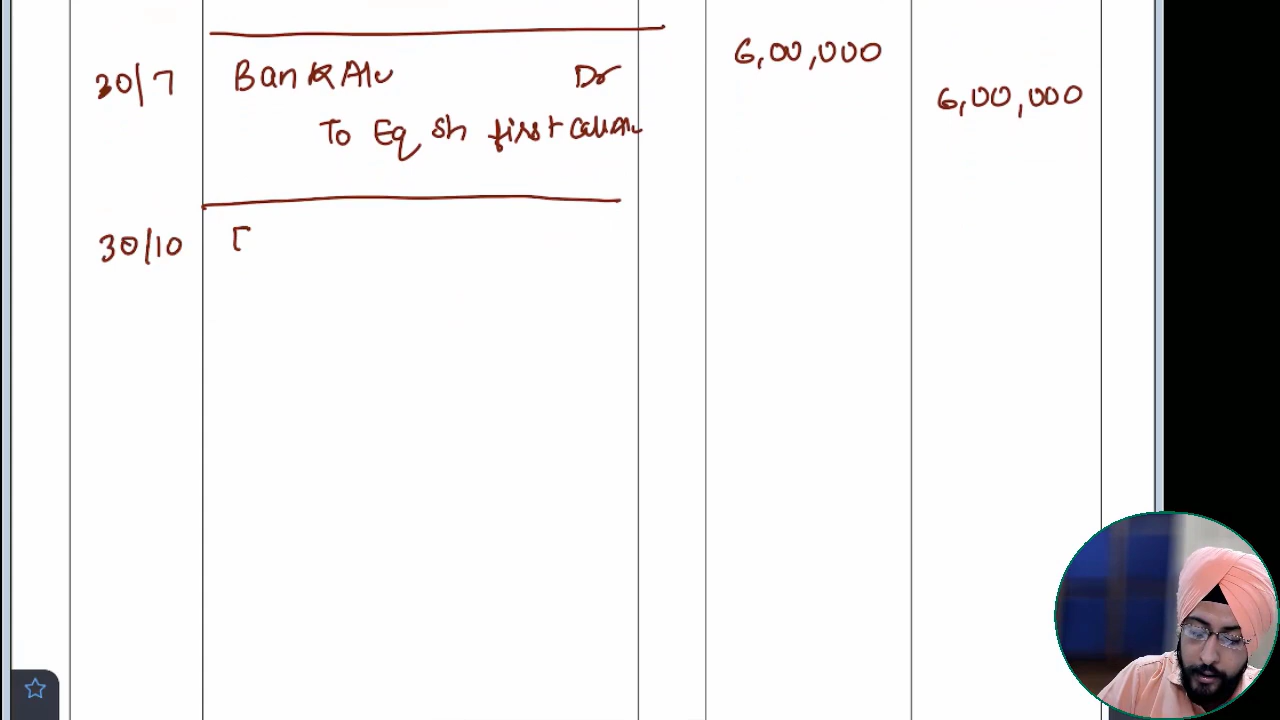 30/7 Bank A/c Dr 6,00,000
To Eq sh first call A/c 6,00,000
30/10